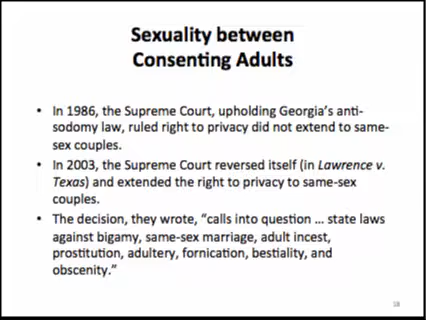 Sexuality between
Consenting Adults
• In 1986, the Supreme Court, upholding Georgia's anti-
sodomy law, ruled right to privacy did not extend to same-
sex couples.
• In 2003, the Supreme Court reversed itself (in Lawrence v.
Texas) and extended the right to privacy to same-sex
couples.
• The decision, they wrote, "calls into question ... state laws
against bigamy, same-sex marriage, adult incest,
prostitution, adultery, fornication, bestiality, and
obscenity."